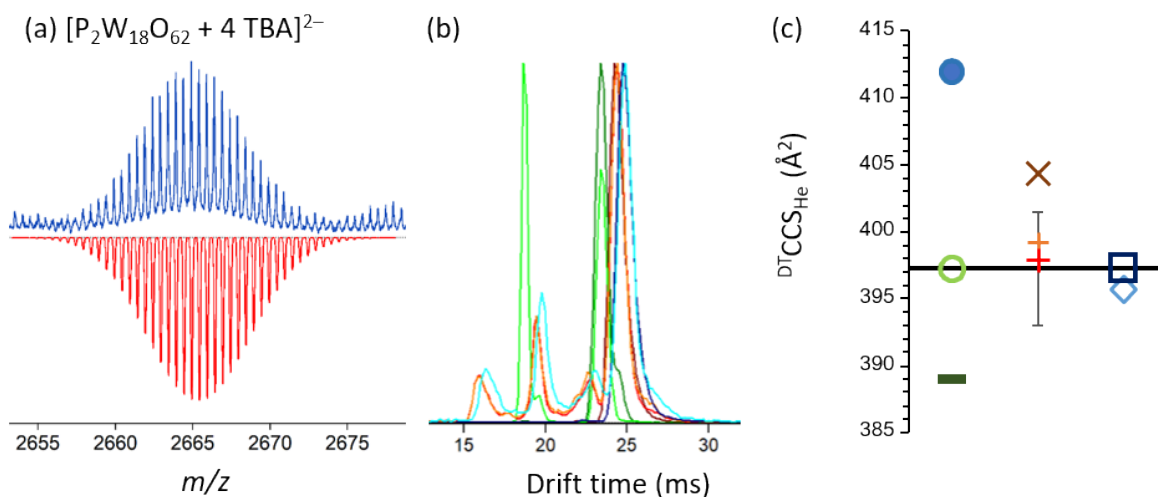 (a) [P₂W₁₈O₆₂ + 4 TBA]²⁻
2655 2660 2665 2670 2675
m/z
(b)
15 20 25 30
Drift time (ms)
(c)
ᴰᵀCCS_He (Å²)
415
410
405
400
395
390
385